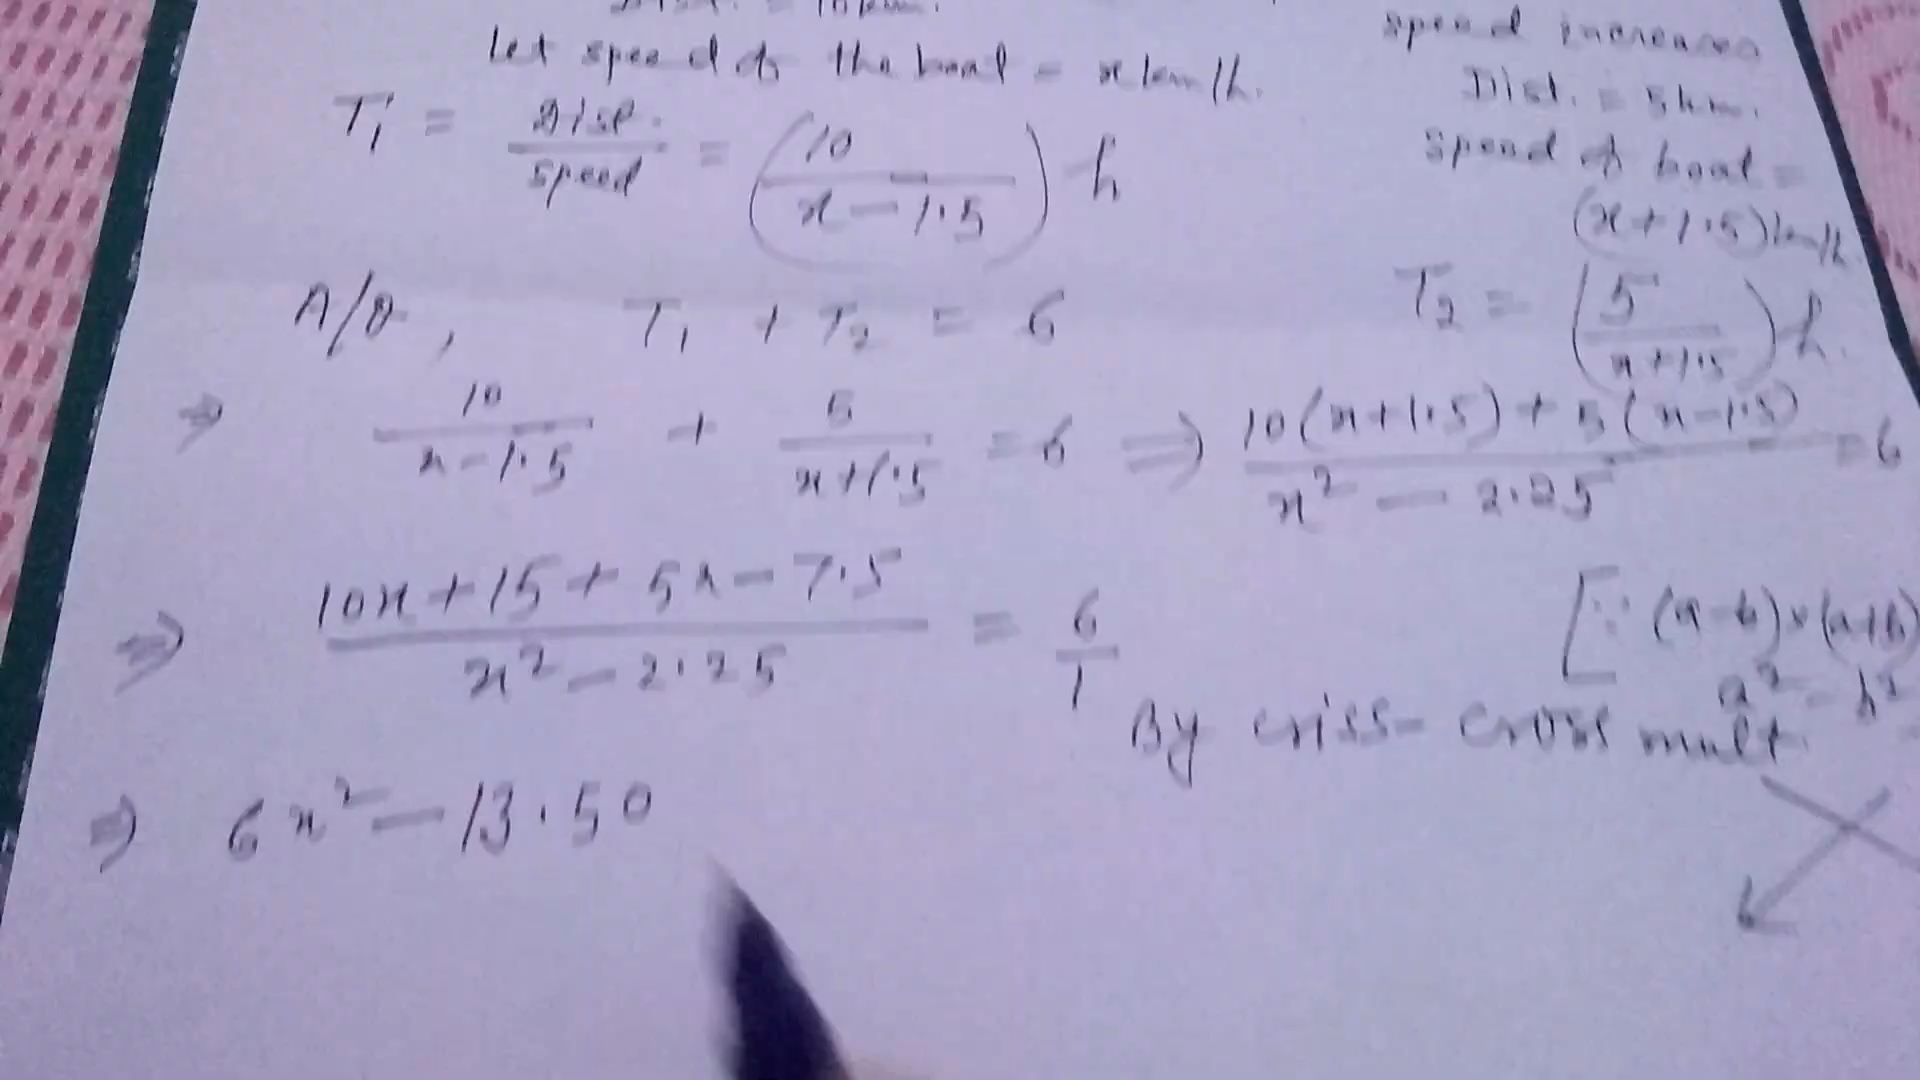 Dist. = 10 km.
Let speed of the boat = x km/h.
speed increases
Dist. = 5km.
speed of boat =
(x+1.5)km/h.
T1 = Dist./speed = (10/(x-1.5)) h
T2 = (5/(x+1.5)) h.
A/Q, T1 + T2 = 6
⇒ 10/(x-1.5) + 5/(x+1.5) = 6 ⇒ (10(x+1.5)+5(x-1.5))/(x²-2.25) = 6
⇒ (10x+15+5x-7.5)/(x²-2.25) = 6/1
[∵ (a-b)×(a+b)
a² - b²
By criss-cross mult.
⇒ 6x²-13.50